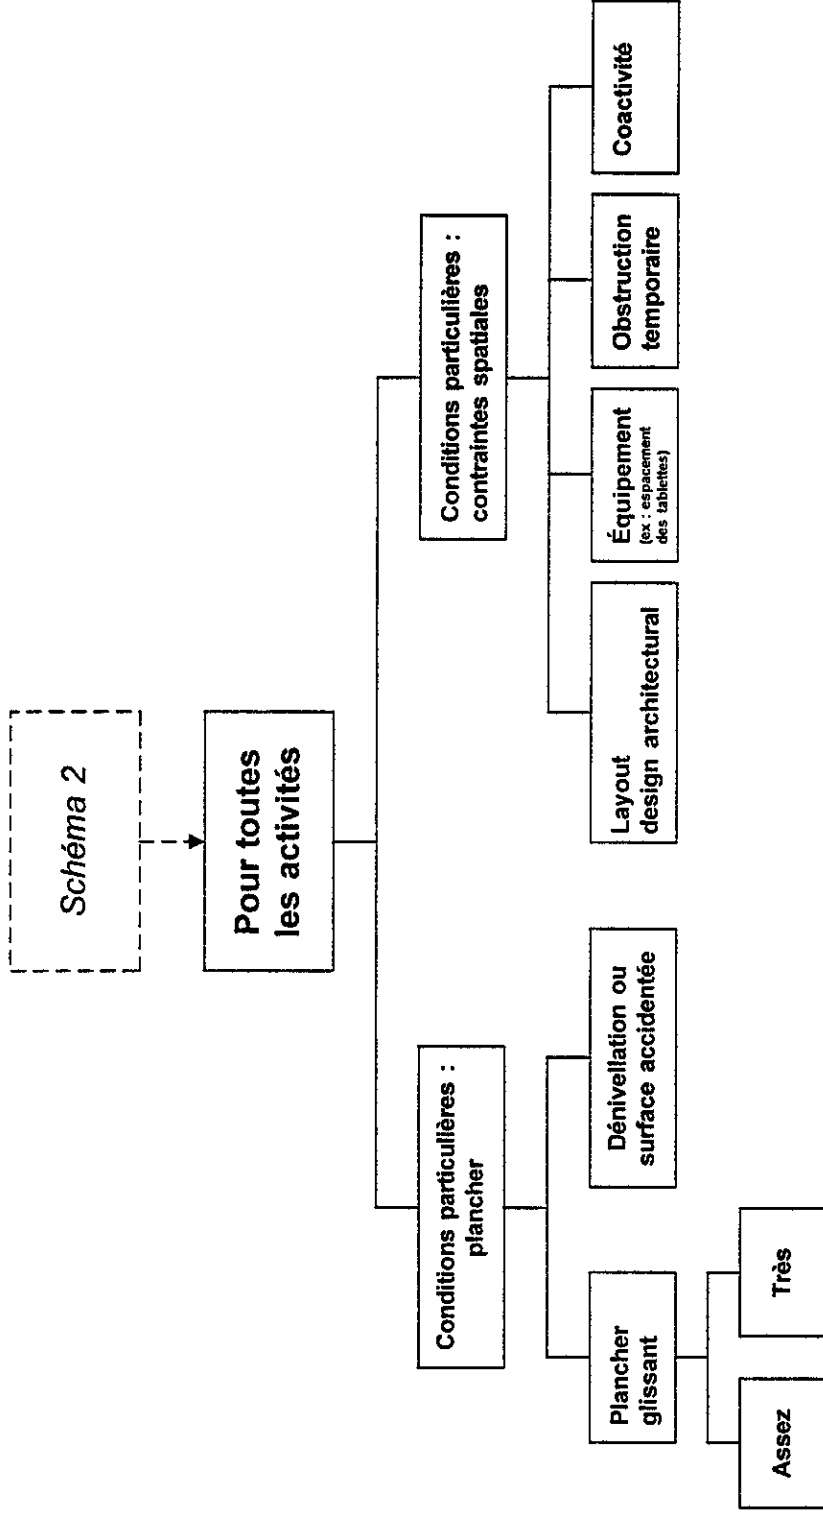 Schéma 2
Pour toutes
les activités
Conditions particulières :
plancher
Conditions particulières :
contraintes spatiales
Plancher
glissant
Dénivellation ou
surface accidentée
Layout
design architectural
Équipement
(ex : espacement
des tablettes)
Obstruction
temporaire
Coactivité
Assez
Très